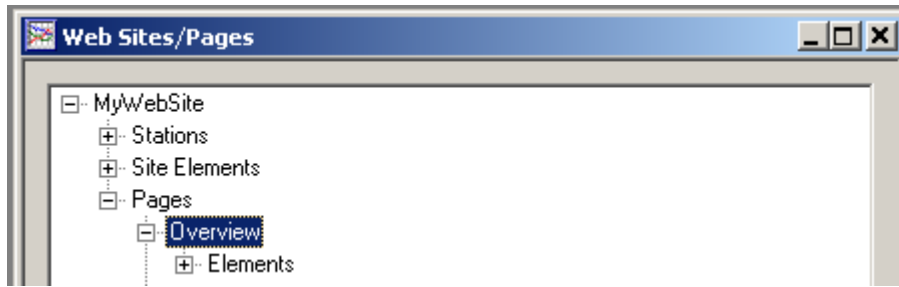 Web Sites/Pages
MyWebSite
Stations
Site Elements
Pages
Overview
Elements